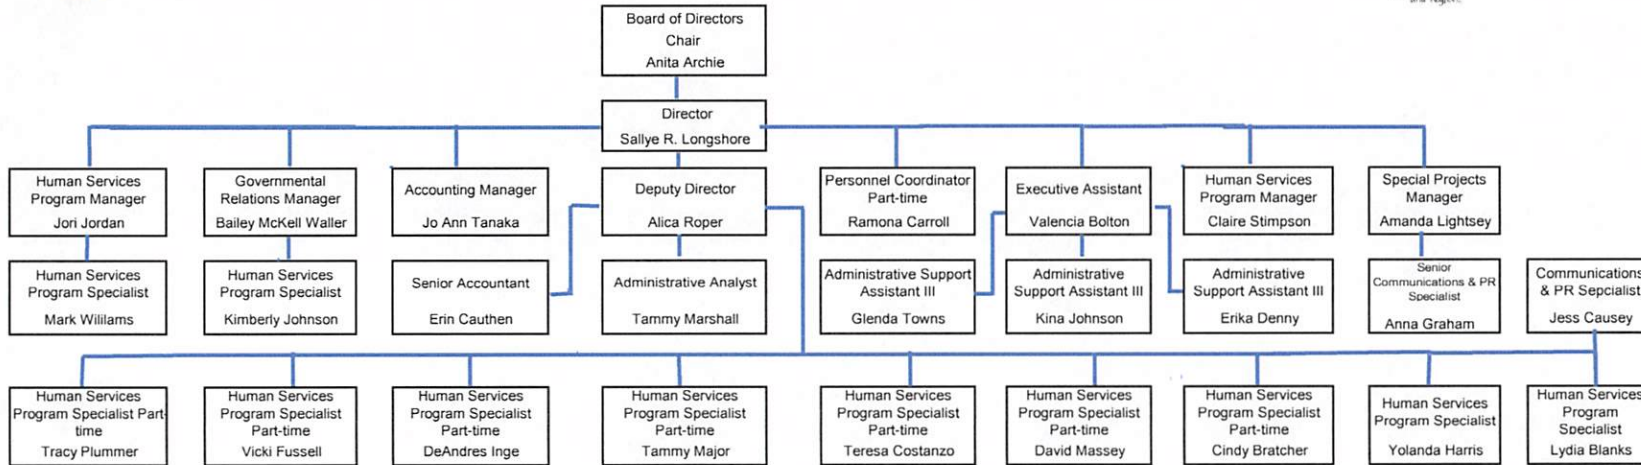 Board of Directors
Chair
Anita Archie
Director
Sallye R. Longshore
Human Services
Program Manager
Jori Jordan
Governmental
Relations Manager
Bailey McKell Waller
Accounting Manager
Jo Ann Tanaka
Deputy Director
Alica Roper
Personnel Coordinator
Part-time
Ramona Carroll
Executive Assistant
Valencia Bolton
Human Services
Program Manager
Claire Stimpson
Special Projects
Manager
Amanda Lightsey
Human Services
Program Specialist
Mark Wililams
Human Services
Program Specialist
Kimberly Johnson
Senior Accountant
Erin Cauthen
Administrative Analyst
Tammy Marshall
Administrative Support
Assistant III
Glenda Towns
Administrative
Support Assistant III
Kina Johnson
Administrative
Support Assistant III
Erika Denny
Senior
Communications & PR
Specialist
Anna Graham
Communications
& PR Sepcialist
Jess Causey
Human Services
Program Specialist Part-
time
Tracy Plummer
Human Services
Program Specialist
Part-time
Vicki Fussell
Human Services
Program Specialist
Part-time
DeAndres Inge
Human Services
Program Specialist
Part-time
Tammy Major
Human Services
Program Specialist
Part-time
Teresa Costanzo
Human Services
Program Specialist
Part-time
David Massey
Human Services
Program Specialist
Part-time
Cindy Bratcher
Human Services
Program Specialist
Yolanda Harris
Human Services
Program
Specialist
Lydia Blanks